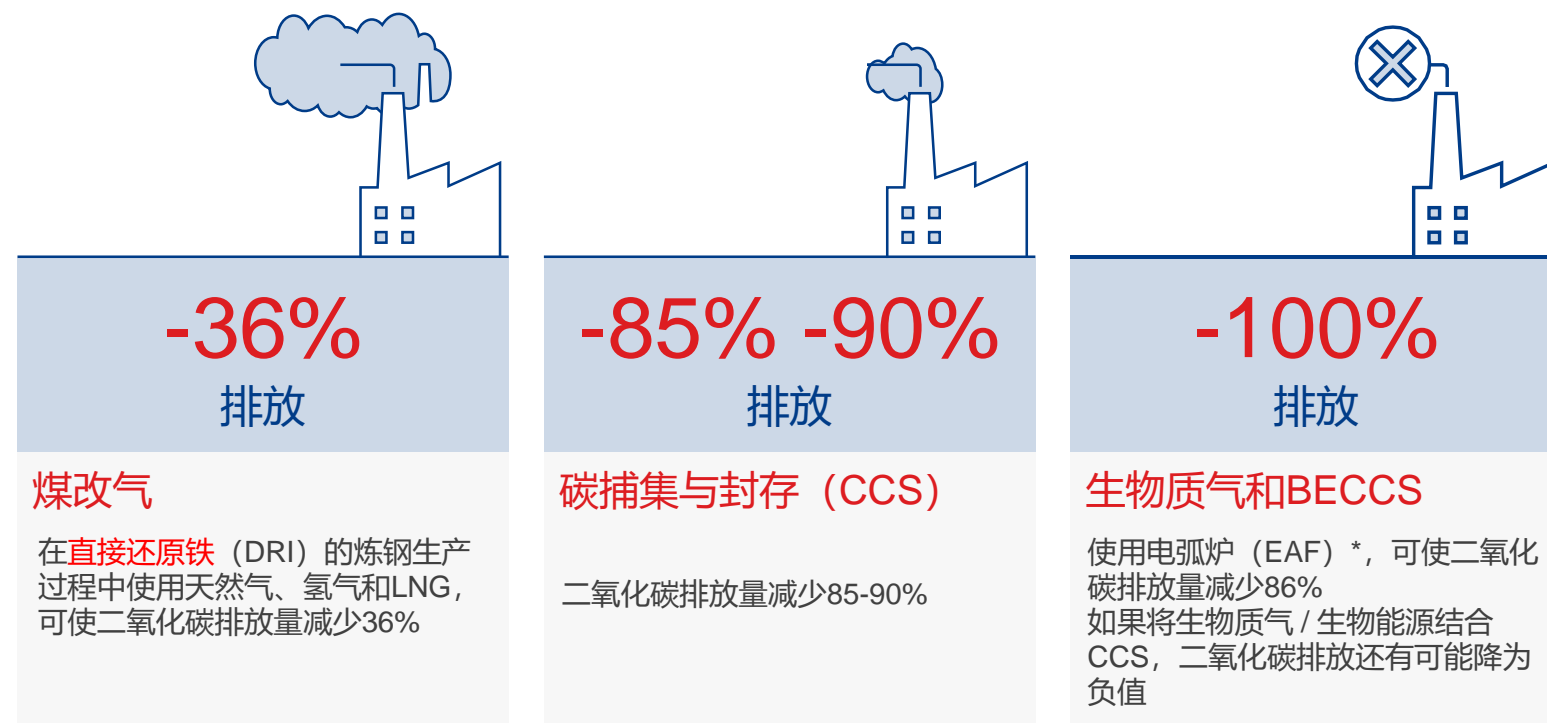 -36%
排放
煤改气
在直接还原铁（DRI）的炼钢生产
过程中使用天然气、氢气和LNG，
可使二氧化碳排放量减少36%
-85% -90%
排放
碳捕集与封存（CCS）
二氧化碳排放量减少85-90%
-100%
排放
生物质气和BECCS
使用电弧炉（EAF）*，可使二氧化
碳排放量减少86%
如果将生物质气 / 生物能源结合
CCS，二氧化碳排放还有可能降为
负值